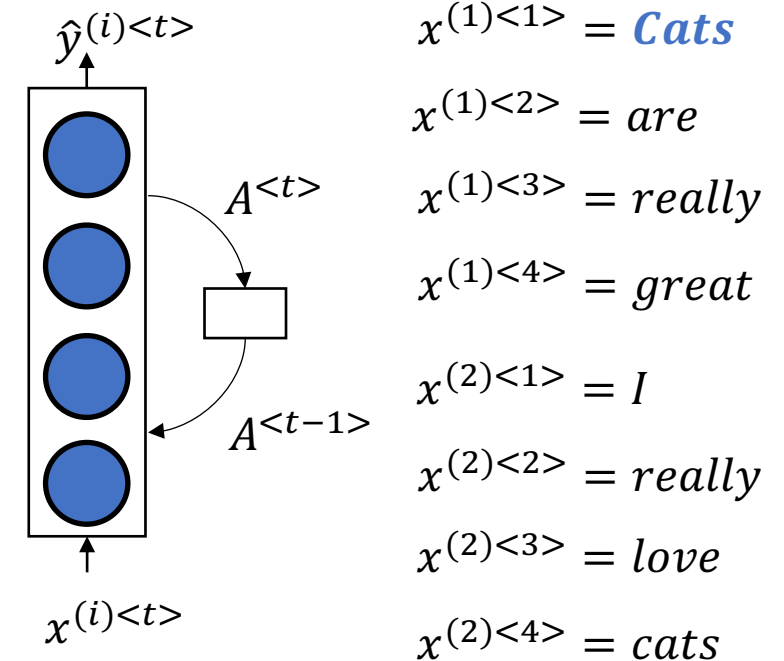 ŷ^{(i)<t>}
A^{<t>}
A^{<t−1>}
x^{(i)<t>}
x^{(1)<1>} = Cats
x^{(1)<2>} = are
x^{(1)<3>} = really
x^{(1)<4>} = great
x^{(2)<1>} = I
x^{(2)<2>} = really
x^{(2)<3>} = love
x^{(2)<4>} = cats